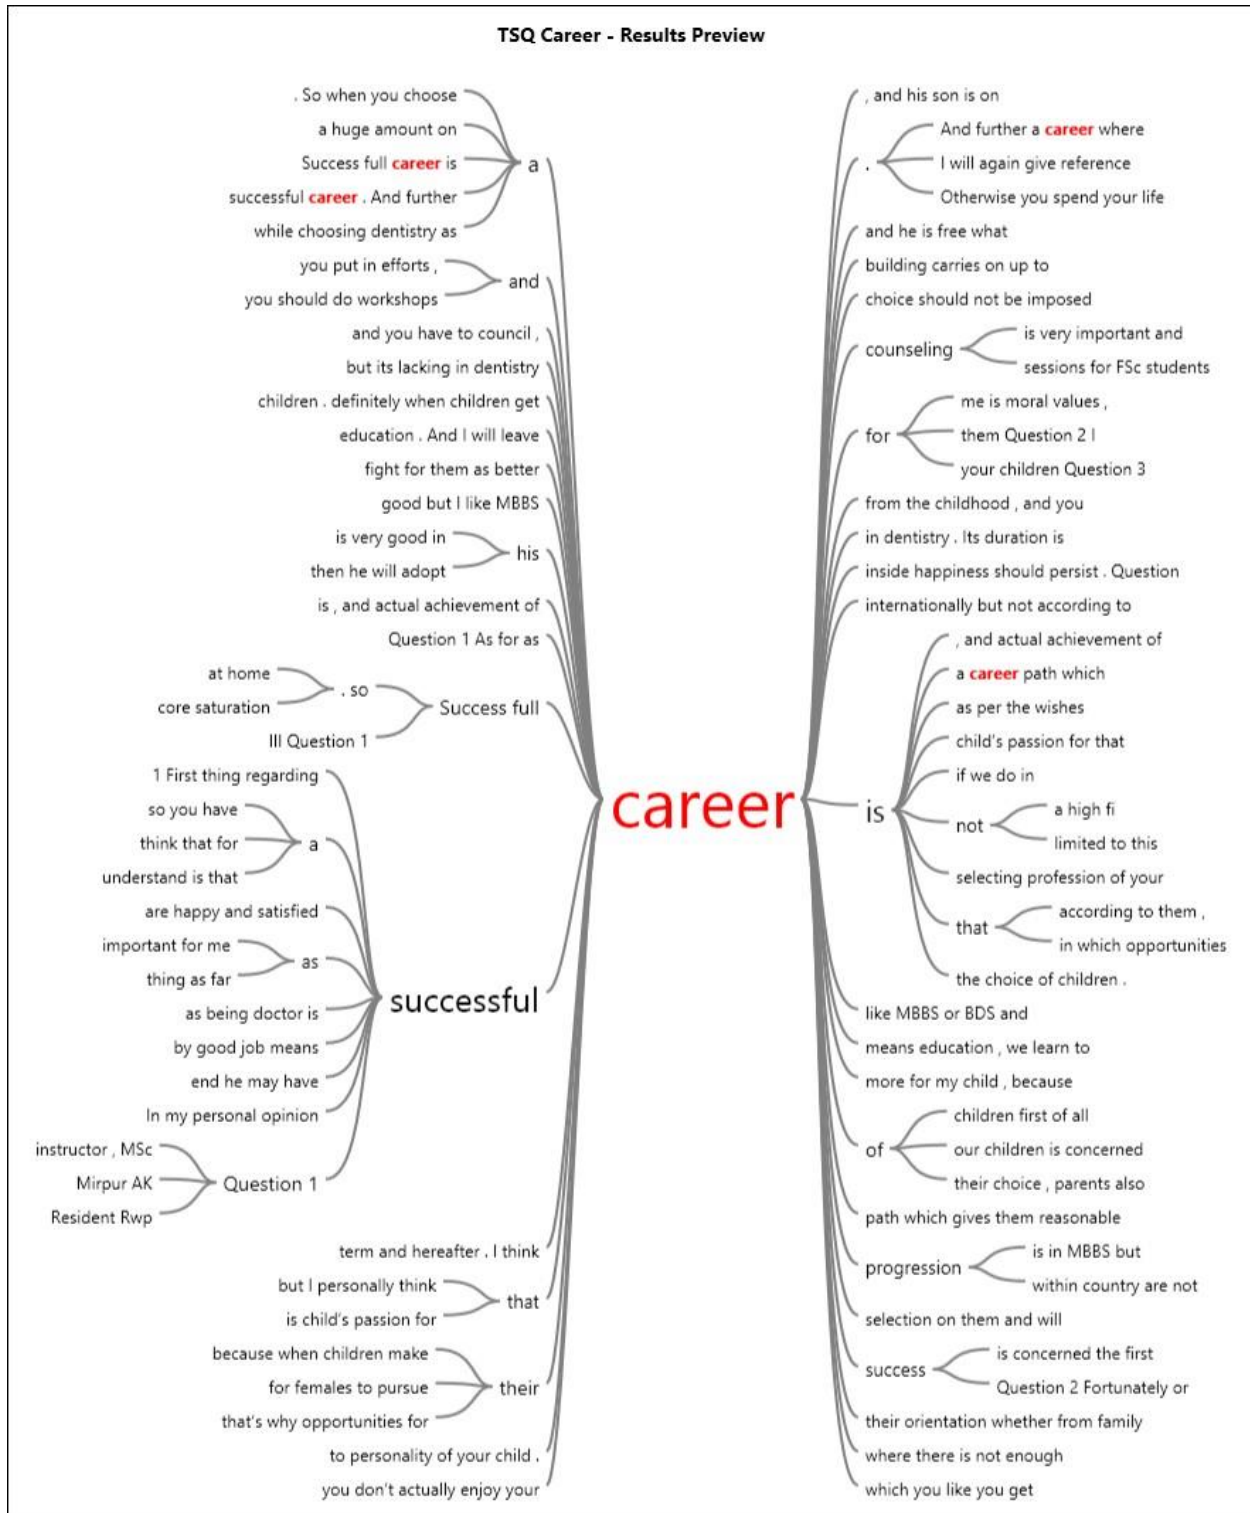 TSQ Career - Results Preview
. So when you choose
a huge amount on
Success full career is
successful career . And further
while choosing dentistry as
a
you put in efforts ,
you should do workshops
and
and you have to council ,
but its lacking in dentistry
children . definitely when children get
education . And I will leave
fight for them as better
good but I like MBBS
is very good in
then he will adopt
his
is , and actual achievement of
Question 1 As for as
at home
core saturation
. so
III Question 1
Success full
1 First thing regarding
so you have
think that for
understand is that
a
are happy and satisfied
important for me
thing as far
as
as being doctor is
by good job means
end he may have
In my personal opinion
instructor , MSc
Mirpur AK
Resident Rwp
Question 1
successful
term and hereafter . I think
but I personally think
is child's passion for
that
because when children make
for females to pursue
that's why opportunities for
their
to personality of your child .
you don't actually enjoy your
career
, and his son is on
.
And further a career where
I will again give reference
Otherwise you spend your life
and he is free what
building carries on up to
choice should not be imposed
counseling
is very important and
sessions for FSc students
for
me is moral values ,
them Question 2 I
your children Question 3
from the childhood , and you
in dentistry . Its duration is
inside happiness should persist . Question
internationally but not according to
is
, and actual achievement of
a career path which
as per the wishes
child's passion for that
if we do in
not
a high fi
limited to this
selecting profession of your
that
according to them ,
in which opportunities
the choice of children .
like MBBS or BDS and
means education , we learn to
more for my child , because
of
children first of all
our children is concerned
their choice , parents also
path which gives them reasonable
progression
is in MBBS but
within country are not
selection on them and will
success
is concerned the first
Question 2 Fortunately or
their orientation whether from family
where there is not enough
which you like you get